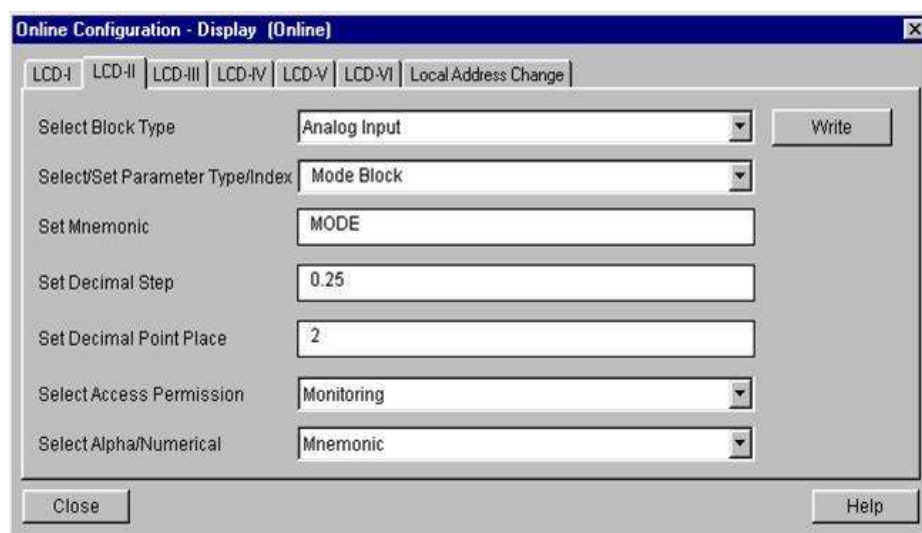 Online Configuration - Display (Online)
LCD-I LCD-II LCD-III LCD-IV LCD-V LCD-VI Local Address Change
Select Block Type Analog Input Write
Select/Set Parameter Type/Index Mode Block
Set Mnemonic MODE
Set Decimal Step 0.25
Set Decimal Point Place 2
Select Access Permission Monitoring
Select Alpha/Numerical Mnemonic
Close Help